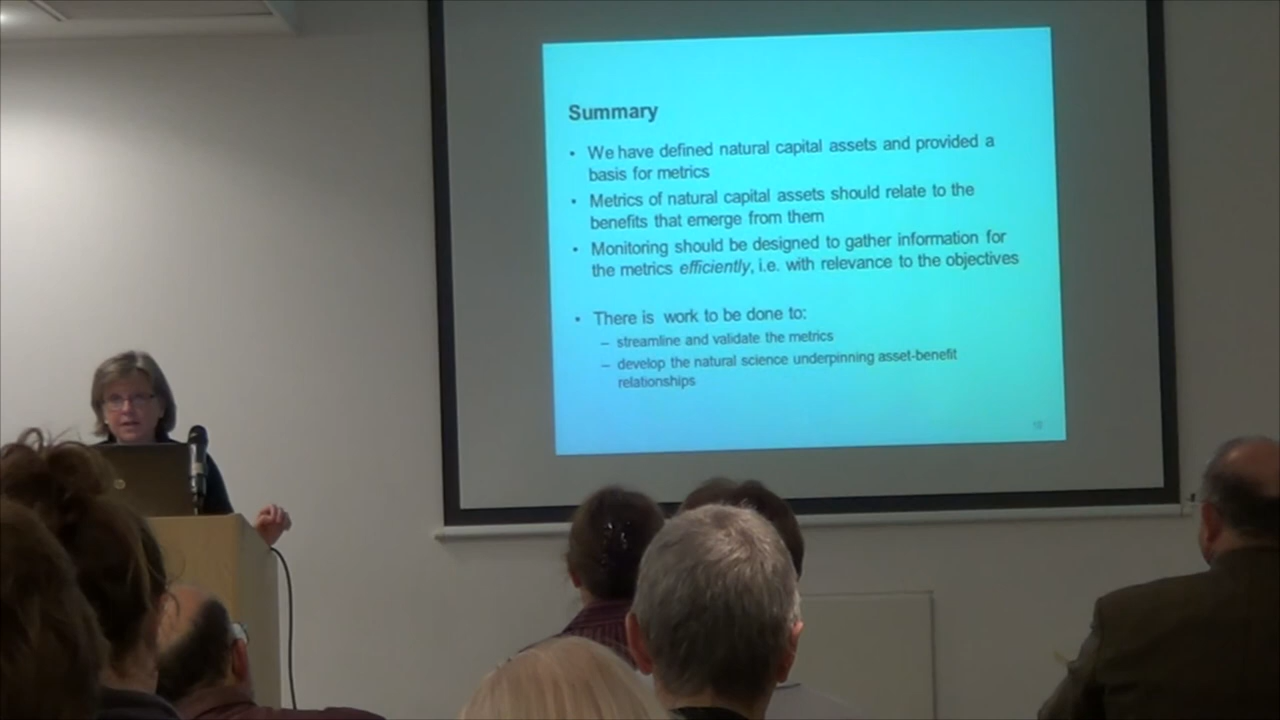 Summary
• We have defined natural capital assets and provided a
basis for metrics
• Metrics of natural capital assets should relate to the
benefits that emerge from them
• Monitoring should be designed to gather information for
the metrics efficiently, i.e. with relevance to the objectives
• There is work to be done to:
– streamline and validate the metrics
– develop the natural science underpinning asset-benefit
relationships